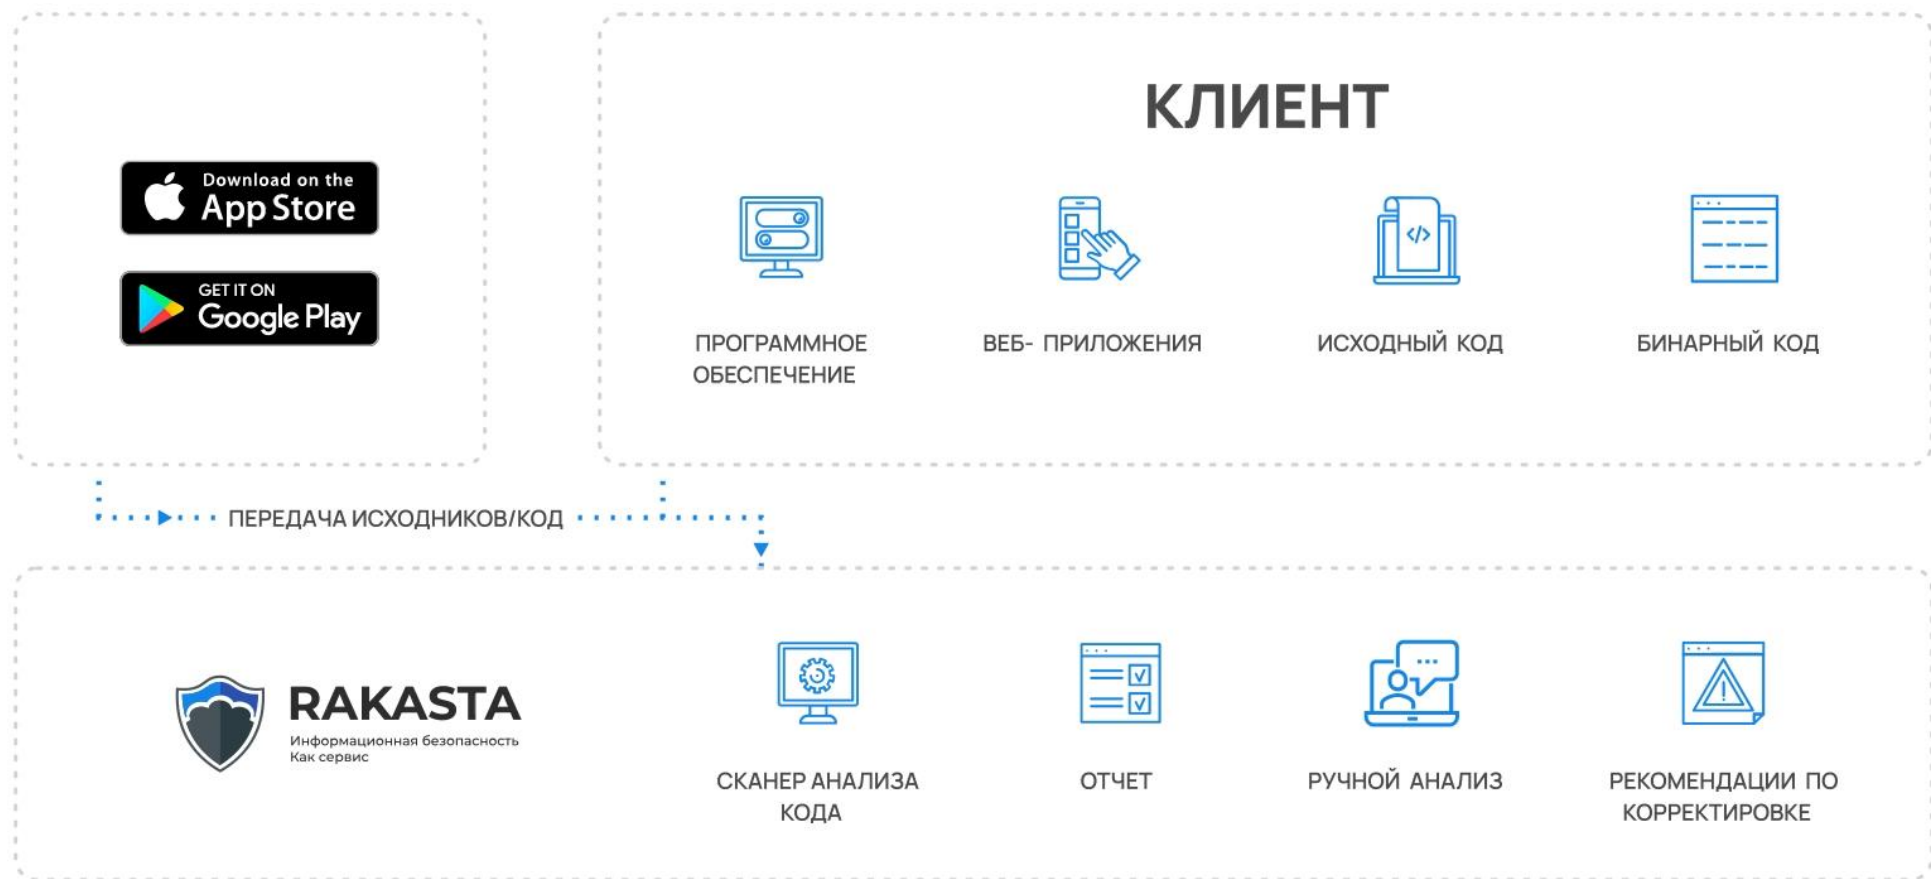 Download on the
App Store
GET IT ON
Google Play
КЛИЕНТ
ПРОГРАММНОЕ
ОБЕСПЕЧЕНИЕ
ВЕБ- ПРИЛОЖЕНИЯ
</>
ИСХОДНЫЙ КОД
БИНАРНЫЙ КОД
ПЕРЕДАЧА ИСХОДНИКОВ/КОД
RAKASTA
Информационная безопасность
Как сервис
СКАНЕР АНАЛИЗА
КОДА
ОТЧЕТ
РУЧНОЙ АНАЛИЗ
РЕКОМЕНДАЦИИ ПО
КОРРЕКТИРОВКЕ